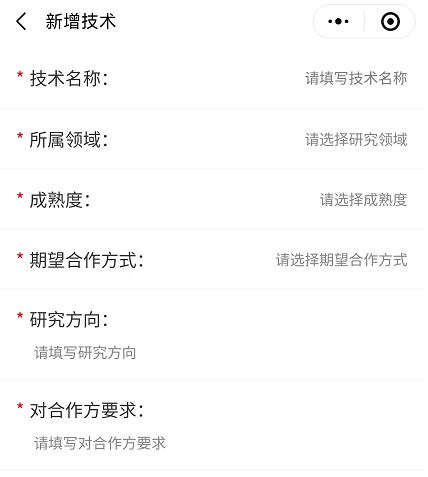 新增技术
* 技术名称： 请填写技术名称
* 所属领域： 请选择研究领域
* 成熟度： 请选择成熟度
* 期望合作方式： 请选择期望合作方式
* 研究方向：
请填写研究方向
* 对合作方要求：
请填写对合作方要求